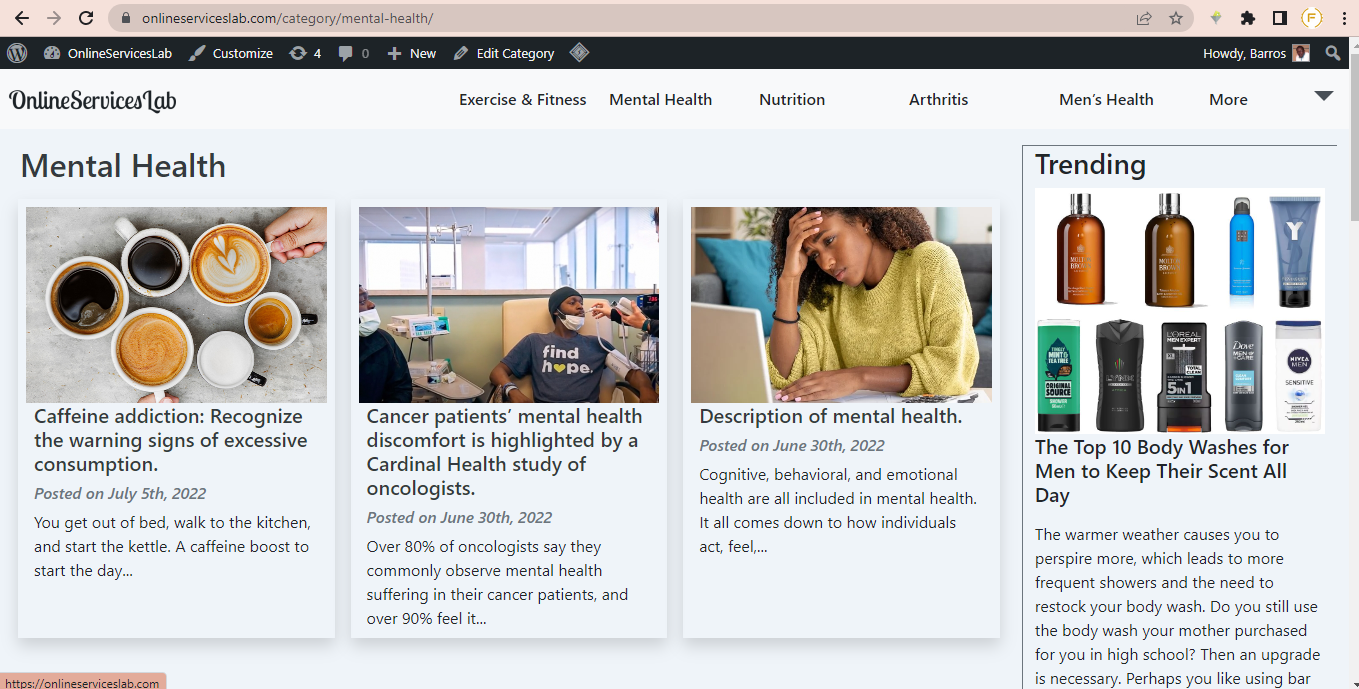 onlineserviceslab.com/category/mental-health/
F
OnlineServicesLab
Customize
4
0
New
Edit Category
Howdy, Barros
OnlineServicesLab
Exercise & Fitness
Mental Health
Nutrition
Arthritis
Men’s Health
More
Mental Health
find
hope.
Caffeine addiction: Recognize
the warning signs of excessive
consumption.
Posted on July 5th, 2022
You get out of bed, walk to the kitchen,
and start the kettle. A caffeine boost to
start the day...
Cancer patients’ mental health
discomfort is highlighted by a
Cardinal Health study of
oncologists.
Posted on June 30th, 2022
Over 80% of oncologists say they
commonly observe mental health
suffering in their cancer patients, and
over 90% feel it...
Description of mental health.
Posted on June 30th, 2022
Cognitive, behavioral, and emotional
health are all included in mental health.
It all comes down to how individuals
act, feel,...
Trending
MOLTON
BROWN
MOLTON
BROWN
Y
MINT &
TEA TREE
ORIGINAL
SOURCE
SHOWER
LYNX
L'OREAL
MEN EXPERT
TOTAL
CLEAN
5 IN 1
Dove
MEN
+CARE
NIVEA
MEN
SENSITIVE
The Top 10 Body Washes for
Men to Keep Their Scent All
Day
The warmer weather causes you to
perspire more, which leads to more
frequent showers and the need to
restock your body wash. Do you still use
the body wash your mother purchased
for you in high school? Then an upgrade
is necessary. Perhaps you like using bar
https://onlineserviceslab.com